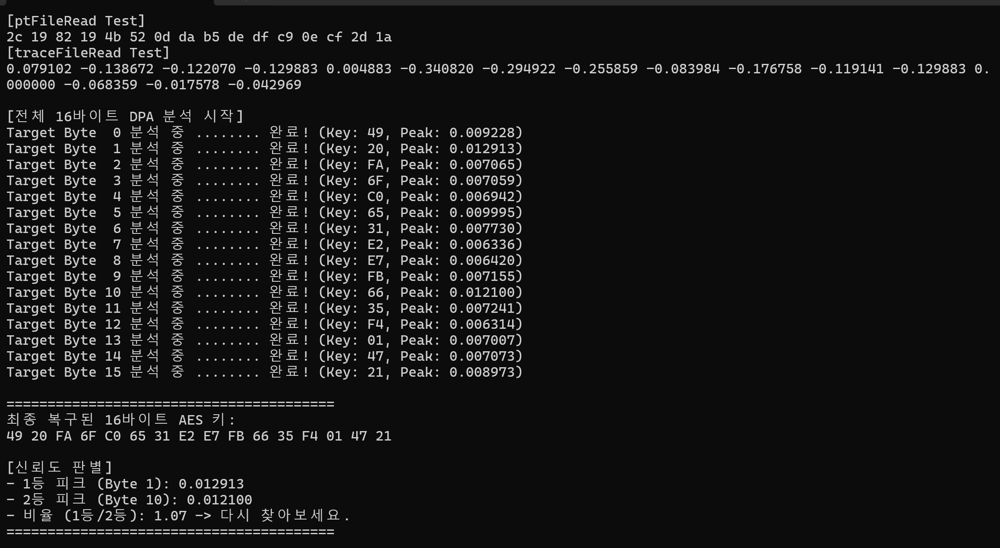 [ptFileRead Test]
2c 19 82 19 4b 52 0d da b5 de df c9 0e cf 2d 1a
[traceFileRead Test]
0.079102 -0.138672 -0.122070 -0.129883 0.004883 -0.340820 -0.294922 -0.255859 -0.083984 -0.176758 -0.119141 -0.129883 0.
000000 -0.068359 -0.017578 -0.042969
[전체 16바이트 DPA 분석 시작]
Target Byte  0 분석 중 ........ 완료! (Key: 49, Peak: 0.009228)
Target Byte  1 분석 중 ........ 완료! (Key: 20, Peak: 0.012913)
Target Byte  2 분석 중 ........ 완료! (Key: FA, Peak: 0.007065)
Target Byte  3 분석 중 ........ 완료! (Key: 6F, Peak: 0.007059)
Target Byte  4 분석 중 ........ 완료! (Key: C0, Peak: 0.006942)
Target Byte  5 분석 중 ........ 완료! (Key: 65, Peak: 0.009995)
Target Byte  6 분석 중 ........ 완료! (Key: 31, Peak: 0.007730)
Target Byte  7 분석 중 ........ 완료! (Key: E2, Peak: 0.006336)
Target Byte  8 분석 중 ........ 완료! (Key: E7, Peak: 0.006420)
Target Byte  9 분석 중 ........ 완료! (Key: FB, Peak: 0.007155)
Target Byte 10 분석 중 ........ 완료! (Key: 66, Peak: 0.012100)
Target Byte 11 분석 중 ........ 완료! (Key: 35, Peak: 0.007241)
Target Byte 12 분석 중 ........ 완료! (Key: F4, Peak: 0.006314)
Target Byte 13 분석 중 ........ 완료! (Key: 01, Peak: 0.007007)
Target Byte 14 분석 중 ........ 완료! (Key: 47, Peak: 0.007073)
Target Byte 15 분석 중 ........ 완료! (Key: 21, Peak: 0.008973)
========================================
최종 복구된 16바이트 AES 키:
49 20 FA 6F C0 65 31 E2 E7 FB 66 35 F4 01 47 21
[신뢰도 판별]
- 1등 피크 (Byte 1): 0.012913
- 2등 피크 (Byte 10): 0.012100
- 비율 (1등/2등): 1.07 -> 다시 찾아보세요.
========================================